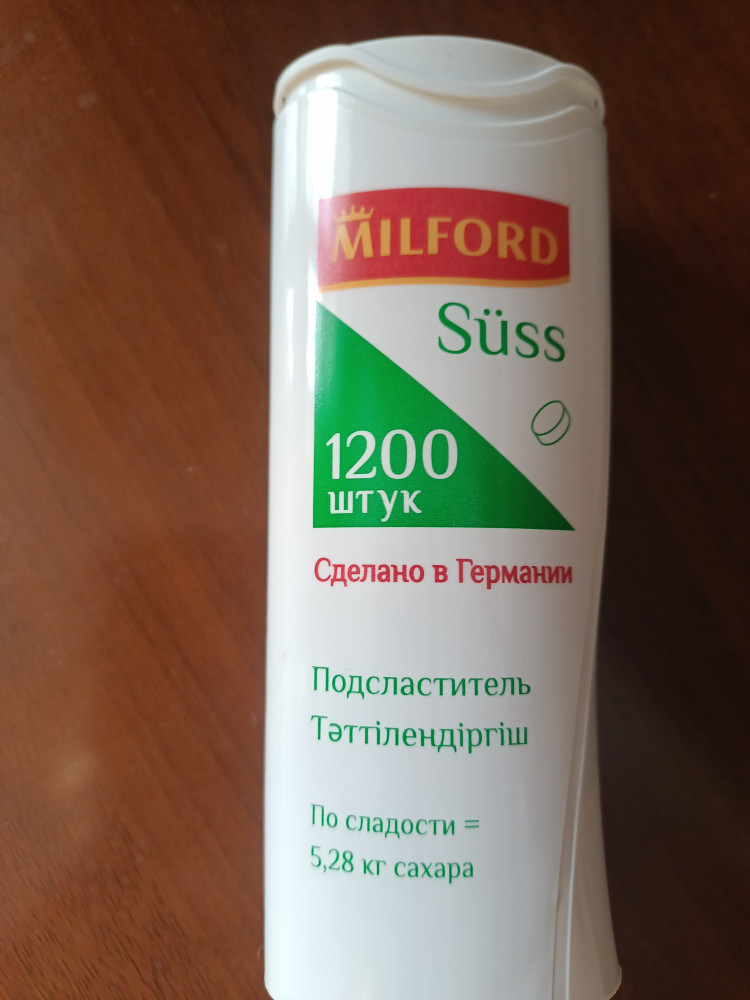 MILFORD
Süss
1200
штук
Сделано в Германии
Подсластитель
Тәттілендіргіш
По сладости =
5,28 кг сахара